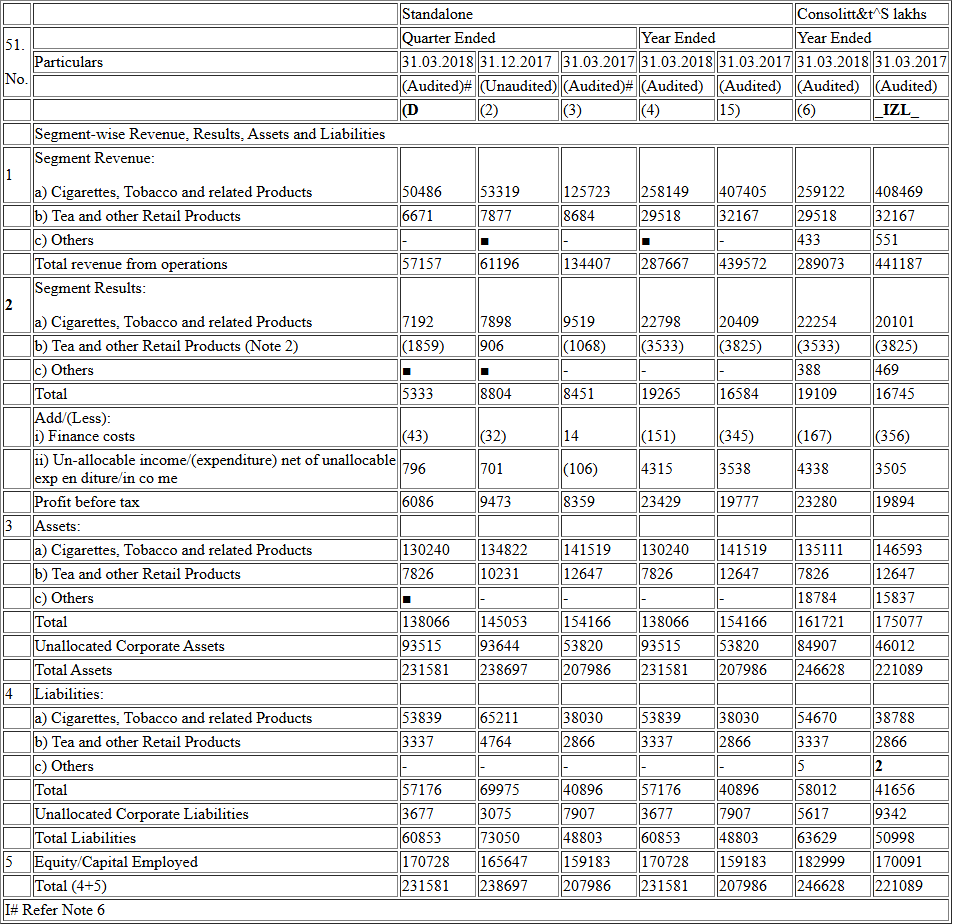 Standalone Consolitt&t^S lakhs
51. No. Quarter Ended Year Ended Year Ended
Particulars 31.03.2018 31.12.2017 31.03.2017 31.03.2018 31.03.2017 31.03.2018 31.03.2017
(Audited)# (Unaudited) (Audited)# (Audited) (Audited) (Audited) (Audited)
(D (2) (3) (4) 15) (6) _IZL_
Segment-wise Revenue, Results, Assets and Liabilities
1 Segment Revenue:
a) Cigarettes, Tobacco and related Products 50486 53319 125723 258149 407405 259122 408469
b) Tea and other Retail Products 6671 7877 8684 29518 32167 29518 32167
c) Others - ■ - ■ - 433 551
Total revenue from operations 57157 61196 134407 287667 439572 289073 441187
2 Segment Results:
a) Cigarettes, Tobacco and related Products 7192 7898 9519 22798 20409 22254 20101
b) Tea and other Retail Products (Note 2) (1859) 906 (1068) (3533) (3825) (3533) (3825)
c) Others ■ ■ - - - 388 469
Total 5333 8804 8451 19265 16584 19109 16745
Add/(Less):
i) Finance costs (43) (32) 14 (151) (345) (167) (356)
ii) Un-allocable income/(expenditure) net of unallocable
exp en diture/in co me 796 701 (106) 4315 3538 4338 3505
Profit before tax 6086 9473 8359 23429 19777 23280 19894
3 Assets:
a) Cigarettes, Tobacco and related Products 130240 134822 141519 130240 141519 135111 146593
b) Tea and other Retail Products 7826 10231 12647 7826 12647 7826 12647
c) Others ■ - - - - 18784 15837
Total 138066 145053 154166 138066 154166 161721 175077
Unallocated Corporate Assets 93515 93644 53820 93515 53820 84907 46012
Total Assets 231581 238697 207986 231581 207986 246628 221089
4 Liabilities:
a) Cigarettes, Tobacco and related Products 53839 65211 38030 53839 38030 54670 38788
b) Tea and other Retail Products 3337 4764 2866 3337 2866 3337 2866
c) Others - - - - - 5 2
Total 57176 69975 40896 57176 40896 58012 41656
Unallocated Corporate Liabilities 3677 3075 7907 3677 7907 5617 9342
Total Liabilities 60853 73050 48803 60853 48803 63629 50998
5 Equity/Capital Employed 170728 165647 159183 170728 159183 182999 170091
Total (4+5) 231581 238697 207986 231581 207986 246628 221089
I# Refer Note 6